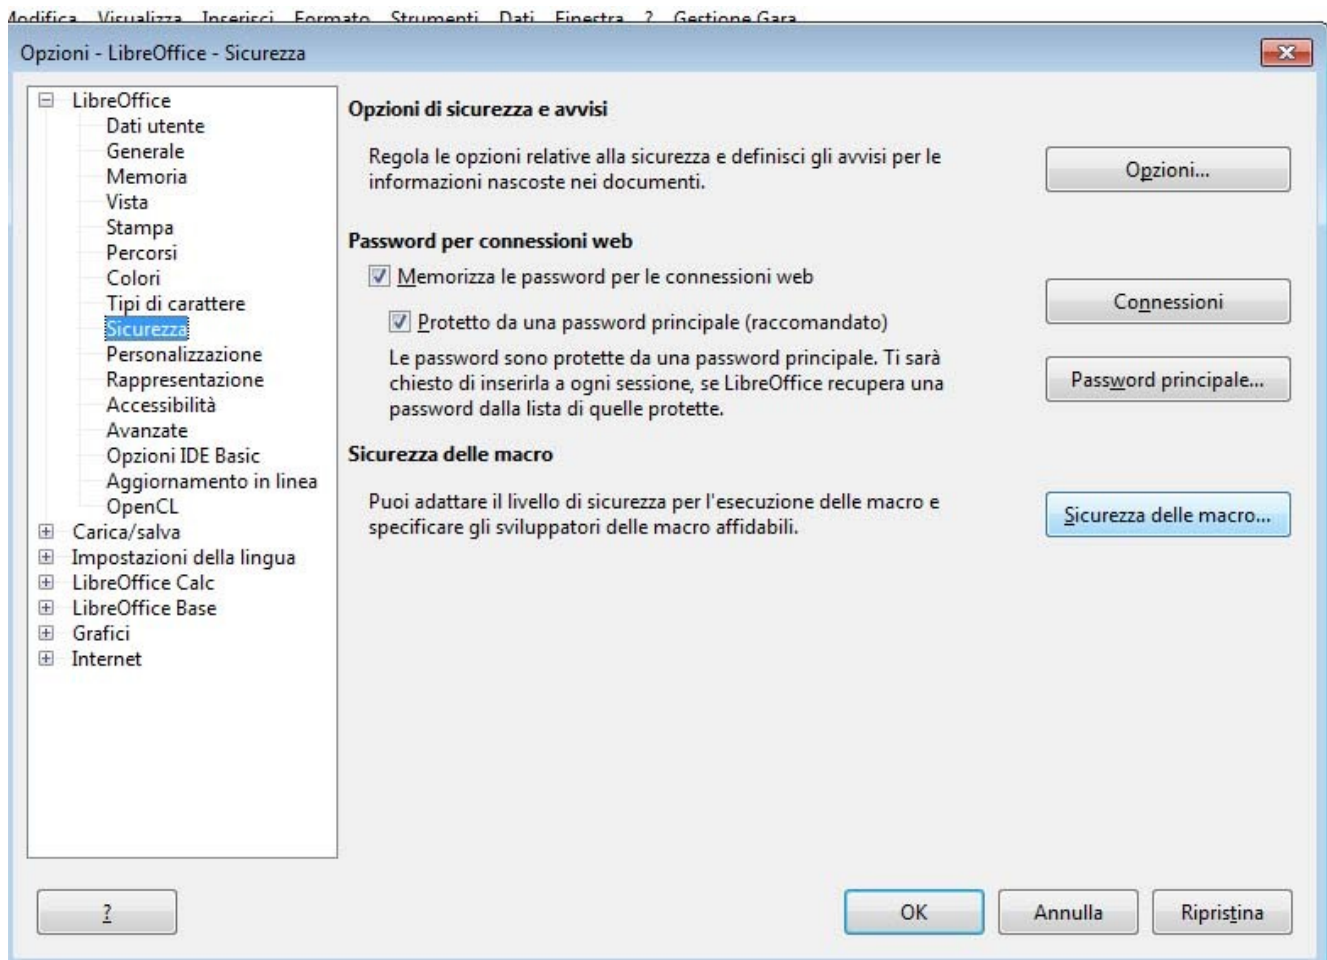 Modifica Visualizza Inserisci Formato Strumenti Dati Finestra ? Gestione Gara
Opzioni - LibreOffice - Sicurezza
LibreOffice
Dati utente
Generale
Memoria
Vista
Stampa
Percorsi
Colori
Tipi di carattere
Sicurezza
Personalizzazione
Rappresentazione
Accessibilità
Avanzate
Opzioni IDE Basic
Aggiornamento in linea
OpenCL
Carica/salva
Impostazioni della lingua
LibreOffice Calc
LibreOffice Base
Grafici
Internet
Opzioni di sicurezza e avvisi
Regola le opzioni relative alla sicurezza e definisci gli avvisi per le
informazioni nascoste nei documenti.
Opzioni...
Password per connessioni web
Memorizza le password per le connessioni web
Connessioni
Protetto da una password principale (raccomandato)
Le password sono protette da una password principale. Ti sarà
chiesto di inserirla a ogni sessione, se LibreOffice recupera una
password dalla lista di quelle protette.
Password principale...
Sicurezza delle macro
Puoi adattare il livello di sicurezza per l'esecuzione delle macro e
specificare gli sviluppatori delle macro affidabili.
Sicurezza delle macro...
?
OK
Annulla
Ripristina